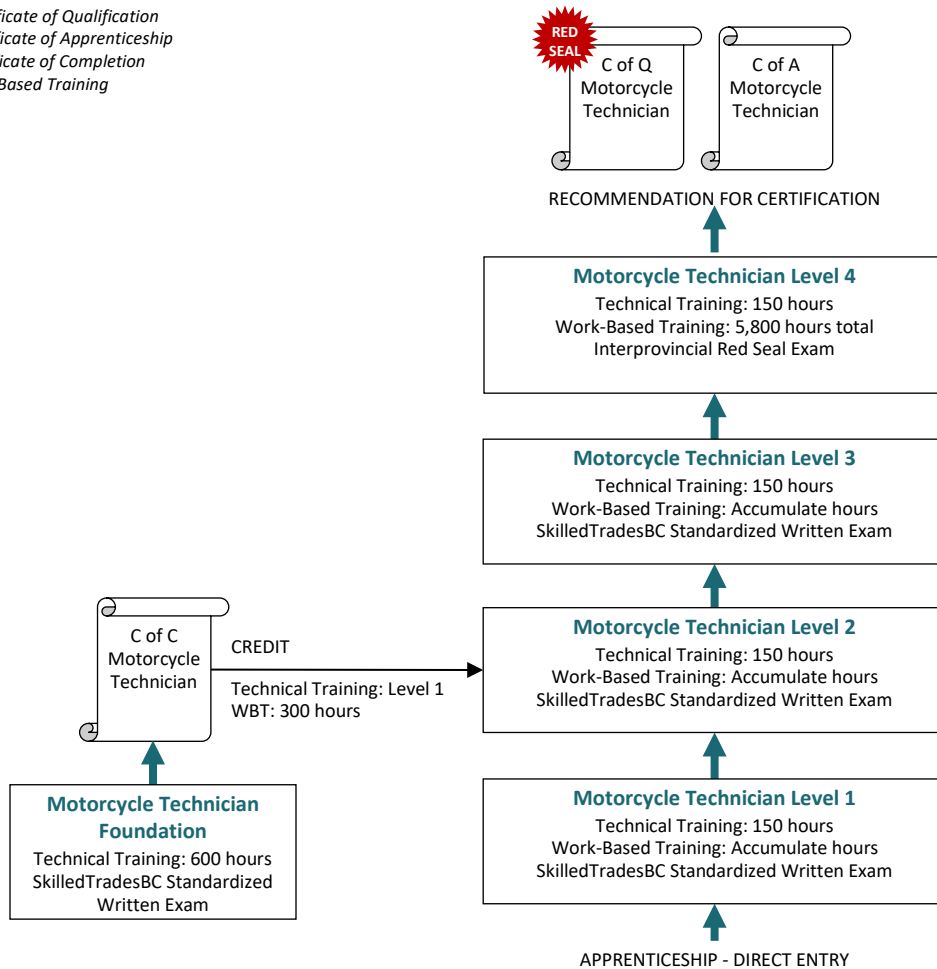 ficate of Qualification
ficate of Apprenticeship
icate of Completion
Based Training
RED
SEAL
C of Q
Motorcycle
Technician
C of A
Motorcycle
Technician
RECOMMENDATION FOR CERTIFICATION
Motorcycle Technician Level 4
Technical Training: 150 hours
Work-Based Training: 5,800 hours total
Interprovincial Red Seal Exam
Motorcycle Technician Level 3
Technical Training: 150 hours
Work-Based Training: Accumulate hours
SkilledTradesBC Standardized Written Exam
C of C
Motorcycle
Technician
CREDIT
Technical Training: Level 1
WBT: 300 hours
Motorcycle Technician Level 2
Technical Training: 150 hours
Work-Based Training: Accumulate hours
SkilledTradesBC Standardized Written Exam
Motorcycle Technician
Foundation
Technical Training: 600 hours
SkilledTradesBC Standardized
Written Exam
Motorcycle Technician Level 1
Technical Training: 150 hours
Work-Based Training: Accumulate hours
SkilledTradesBC Standardized Written Exam
APPRENTICESHIP - DIRECT ENTRY